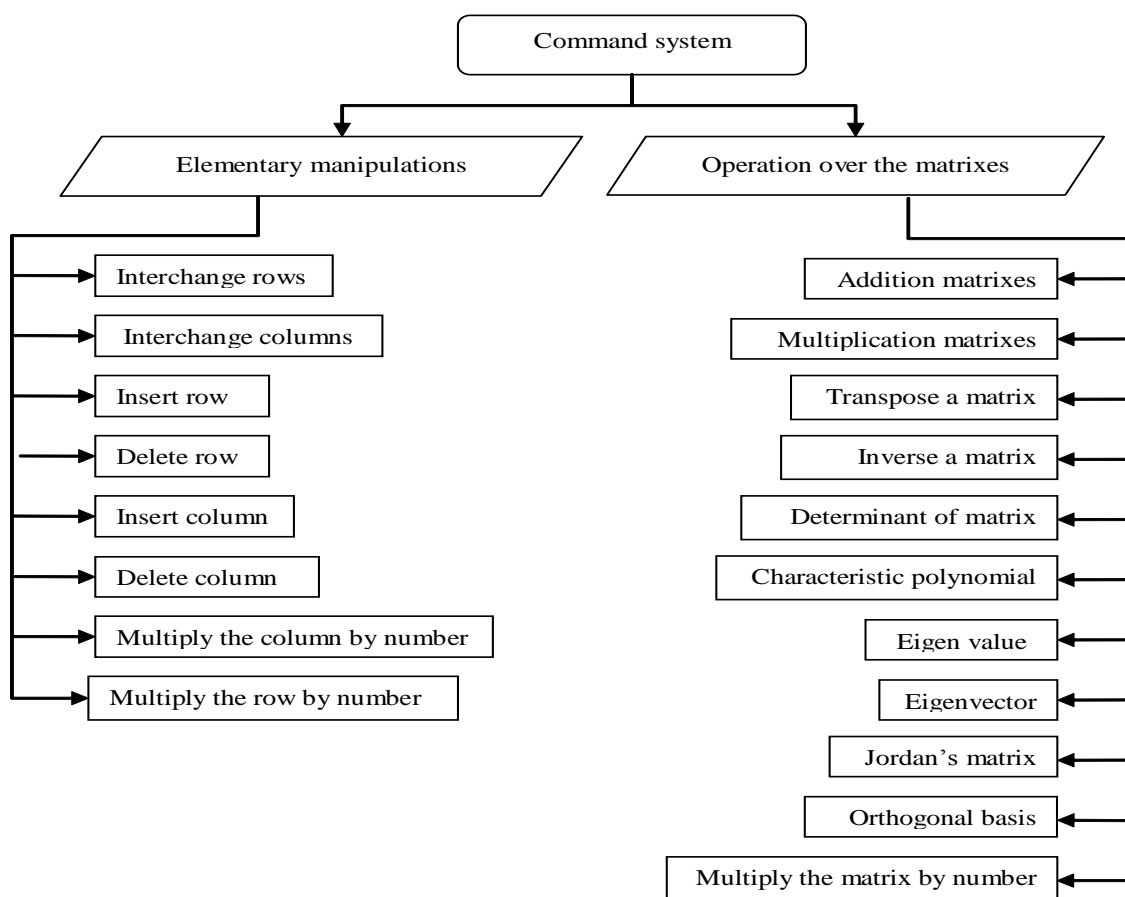 Command system
Elementary manipulations
Operation over the matrixes
Interchange rows
Interchange columns
Insert row
Delete row
Insert column
Delete column
Multiply the column by number
Multiply the row by number
Addition matrixes
Multiplication matrixes
Transpose a matrix
Inverse a matrix
Determinant of matrix
Characteristic polynomial
Eigen value
Eigenvector
Jordan’s matrix
Orthogonal basis
Multiply the matrix by number